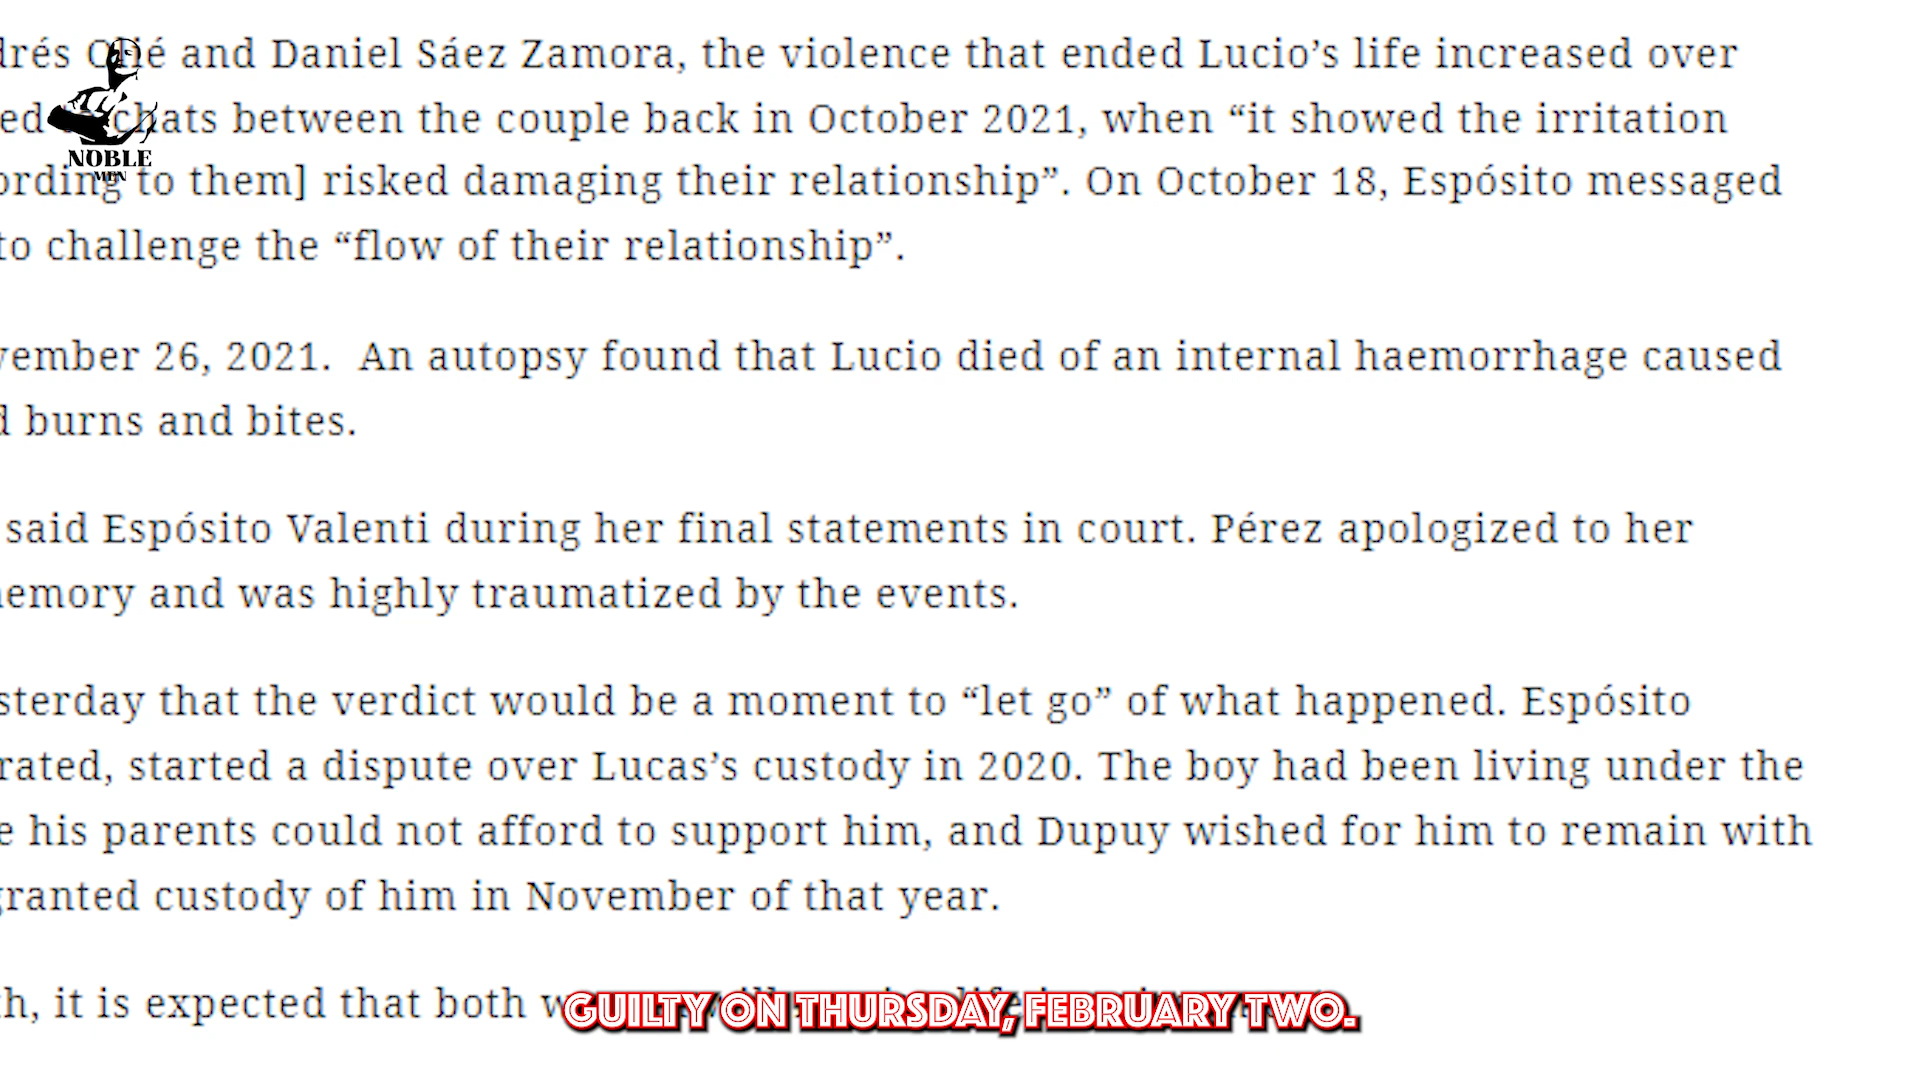 drés Olié and Daniel Sáez Zamora, the violence that ended Lucio’s life increased over
ed chats between the couple back in October 2021, when “it showed the irritation
NOBLE
MEN
ording to them] risked damaging their relationship”. On October 18, Espósito messaged
to challenge the “flow of their relationship”.
vember 26, 2021. An autopsy found that Lucio died of an internal haemorrhage caused
d burns and bites.
said Espósito Valenti during her final statements in court. Pérez apologized to her
emory and was highly traumatized by the events.
sterday that the verdict would be a moment to “let go” of what happened. Espósito
rated, started a dispute over Lucas’s custody in 2020. The boy had been living under the
e his parents could not afford to support him, and Dupuy wished for him to remain with
granted custody of him in November of that year.
h, it is expected that both
GUILTY ON THURSDAY, FEBRUARY TWO.